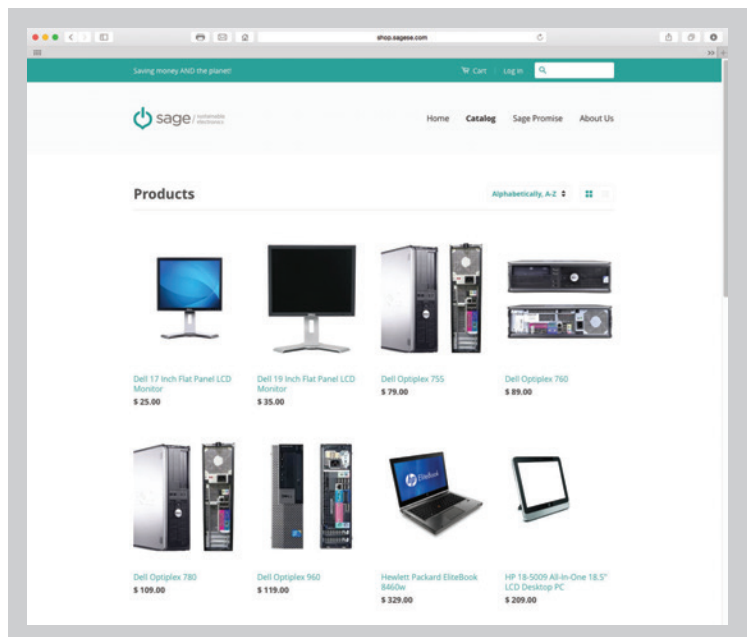 shop.sagese.com
Saving money AND the planet!
Cart | Log in
sage / sustainable
electronics
Home Catalog Sage Promise About Us
Products
Alphabetically, A-Z
Dell 17 Inch Flat Panel LCD
Monitor
$ 25.00
Dell 19 Inch Flat Panel LCD
Monitor
$ 35.00
Dell Optiplex 755
$ 79.00
Dell Optiplex 760
$ 89.00
Dell Optiplex 780
$ 109.00
Dell Optiplex 960
$ 119.00
hp EliteBook
Hewlett Packard EliteBook
8460w
$ 329.00
HP 18-5009 All-In-One 18.5"
LCD Desktop PC
$ 209.00